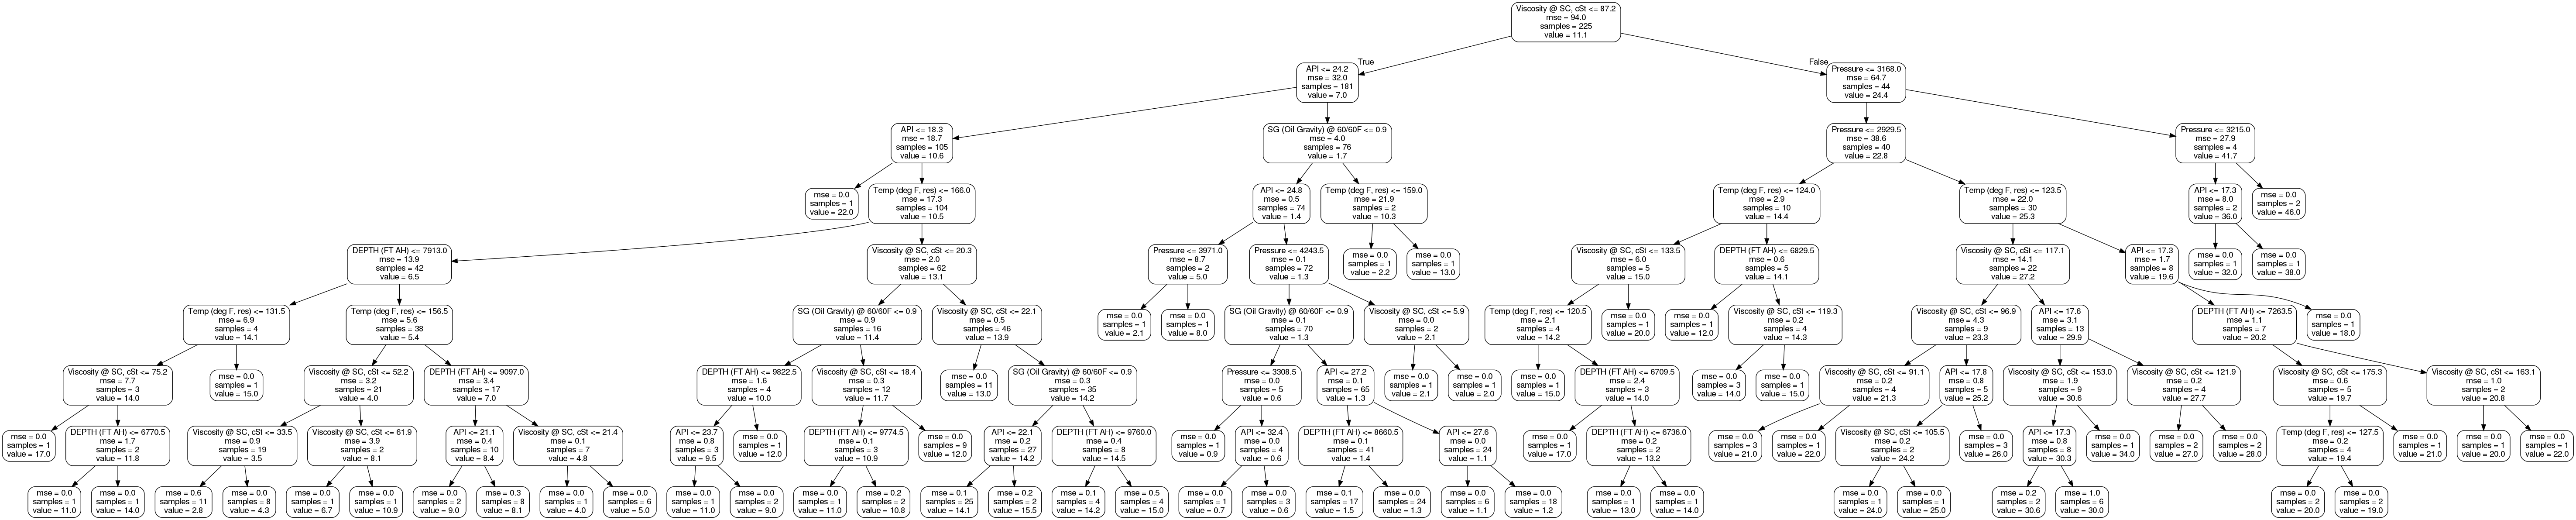 Viscosity @ SC, cSt <= 87.2
mse = 94.0
samples = 225
value = 11.1
True
False
API <= 24.2
mse = 32.0
samples = 181
value = 7.0
Pressure <= 3168.0
mse = 64.7
samples = 44
value = 24.4
API <= 18.3
mse = 18.7
samples = 105
value = 10.6
SG (Oil Gravity) @ 60/60F <= 0.9
mse = 4.0
samples = 76
value = 1.7
Pressure <= 2929.5
mse = 38.6
samples = 40
value = 22.8
Pressure <= 3215.0
mse = 27.9
samples = 4
value = 41.7
mse = 0.0
samples = 1
value = 22.0
Temp (deg F, res) <= 166.0
mse = 17.3
samples = 104
value = 10.5
API <= 24.8
mse = 0.5
samples = 74
value = 1.4
Temp (deg F, res) <= 159.0
mse = 21.9
samples = 2
value = 10.3
Temp (deg F, res) <= 124.0
mse = 2.9
samples = 10
value = 14.4
Temp (deg F, res) <= 123.5
mse = 22.0
samples = 30
value = 25.3
API <= 17.3
mse = 8.0
samples = 2
value = 36.0
mse = 0.0
samples = 2
value = 46.0
DEPTH (FT AH) <= 7913.0
mse = 13.9
samples = 42
value = 6.5
Viscosity @ SC, cSt <= 20.3
mse = 2.0
samples = 62
value = 13.1
Pressure <= 3971.0
mse = 8.7
samples = 2
value = 5.0
Pressure <= 4243.5
mse = 0.1
samples = 72
value = 1.3
mse = 0.0
samples = 1
value = 2.2
mse = 0.0
samples = 1
value = 13.0
Viscosity @ SC, cSt <= 133.5
mse = 6.0
samples = 5
value = 15.0
DEPTH (FT AH) <= 6829.5
mse = 0.6
samples = 5
value = 14.1
Viscosity @ SC, cSt <= 117.1
mse = 14.1
samples = 22
value = 27.2
API <= 17.3
mse = 1.7
samples = 8
value = 19.6
mse = 0.0
samples = 1
value = 32.0
mse = 0.0
samples = 1
value = 38.0
Temp (deg F, res) <= 131.5
mse = 6.9
samples = 4
value = 14.1
Temp (deg F, res) <= 156.5
mse = 5.6
samples = 38
value = 5.4
SG (Oil Gravity) @ 60/60F <= 0.9
mse = 0.9
samples = 16
value = 11.4
Viscosity @ SC, cSt <= 22.1
mse = 0.5
samples = 46
value = 13.9
mse = 0.0
samples = 1
value = 2.1
mse = 0.0
samples = 1
value = 8.0
SG (Oil Gravity) @ 60/60F <= 0.9
mse = 0.1
samples = 70
value = 1.3
Viscosity @ SC, cSt <= 5.9
mse = 0.0
samples = 2
value = 2.1
Temp (deg F, res) <= 120.5
mse = 2.1
samples = 4
value = 14.2
mse = 0.0
samples = 1
value = 20.0
mse = 0.0
samples = 1
value = 12.0
Viscosity @ SC, cSt <= 119.3
mse = 0.2
samples = 4
value = 14.3
Viscosity @ SC, cSt <= 96.9
mse = 4.3
samples = 9
value = 23.3
API <= 17.6
mse = 3.1
samples = 13
value = 29.9
DEPTH (FT AH) <= 7263.5
mse = 1.1
samples = 7
value = 20.2
mse = 0.0
samples = 1
value = 18.0
Viscosity @ SC, cSt <= 75.2
mse = 7.7
samples = 3
value = 14.0
mse = 0.0
samples = 1
value = 15.0
Viscosity @ SC, cSt <= 52.2
mse = 3.2
samples = 21
value = 4.0
DEPTH (FT AH) <= 9097.0
mse = 3.4
samples = 17
value = 7.0
DEPTH (FT AH) <= 9822.5
mse = 1.6
samples = 4
value = 10.0
Viscosity @ SC, cSt <= 18.4
mse = 0.3
samples = 12
value = 11.7
mse = 0.0
samples = 11
value = 13.0
SG (Oil Gravity) @ 60/60F <= 0.9
mse = 0.3
samples = 35
value = 14.2
Pressure <= 3308.5
mse = 0.0
samples = 5
value = 0.6
API <= 27.2
mse = 0.1
samples = 65
value = 1.3
mse = 0.0
samples = 1
value = 2.1
mse = 0.0
samples = 1
value = 2.0
mse = 0.0
samples = 1
value = 15.0
DEPTH (FT AH) <= 6709.5
mse = 2.4
samples = 3
value = 14.0
mse = 0.0
samples = 3
value = 14.0
mse = 0.0
samples = 1
value = 15.0
Viscosity @ SC, cSt <= 91.1
mse = 0.2
samples = 4
value = 21.3
API <= 17.8
mse = 0.8
samples = 5
value = 25.2
Viscosity @ SC, cSt <= 153.0
mse = 1.9
samples = 9
value = 30.6
Viscosity @ SC, cSt <= 121.9
mse = 0.2
samples = 4
value = 27.7
Viscosity @ SC, cSt <= 175.3
mse = 0.6
samples = 5
value = 19.7
Viscosity @ SC, cSt <= 163.1
mse = 1.0
samples = 2
value = 20.8
mse = 0.0
samples = 1
value = 17.0
DEPTH (FT AH) <= 6770.5
mse = 1.7
samples = 2
value = 11.8
Viscosity @ SC, cSt <= 33.5
mse = 0.9
samples = 19
value = 3.5
Viscosity @ SC, cSt <= 61.9
mse = 3.9
samples = 2
value = 8.1
API <= 21.1
mse = 0.4
samples = 10
value = 8.4
Viscosity @ SC, cSt <= 21.4
mse = 0.1
samples = 7
value = 4.8
API <= 23.7
mse = 0.8
samples = 3
value = 9.5
mse = 0.0
samples = 1
value = 12.0
DEPTH (FT AH) <= 9774.5
mse = 0.1
samples = 3
value = 10.9
mse = 0.0
samples = 9
value = 12.0
API <= 22.1
mse = 0.2
samples = 27
value = 14.2
DEPTH (FT AH) <= 9760.0
mse = 0.4
samples = 8
value = 14.5
mse = 0.0
samples = 1
value = 0.9
API <= 32.4
mse = 0.0
samples = 4
value = 0.6
DEPTH (FT AH) <= 8660.5
mse = 0.1
samples = 41
value = 1.4
API <= 27.6
mse = 0.0
samples = 24
value = 1.1
mse = 0.0
samples = 1
value = 17.0
DEPTH (FT AH) <= 6736.0
mse = 0.2
samples = 2
value = 13.2
mse = 0.0
samples = 3
value = 21.0
mse = 0.0
samples = 1
value = 22.0
Viscosity @ SC, cSt <= 105.5
mse = 0.2
samples = 2
value = 24.2
mse = 0.0
samples = 3
value = 26.0
API <= 17.3
mse = 0.8
samples = 8
value = 30.3
mse = 0.0
samples = 1
value = 34.0
mse = 0.0
samples = 2
value = 27.0
mse = 0.0
samples = 2
value = 28.0
Temp (deg F, res) <= 127.5
mse = 0.2
samples = 4
value = 19.4
mse = 0.0
samples = 1
value = 21.0
mse = 0.0
samples = 1
value = 20.0
mse = 0.0
samples = 1
value = 22.0
mse = 0.0
samples = 1
value = 11.0
mse = 0.0
samples = 1
value = 14.0
mse = 0.6
samples = 11
value = 2.8
mse = 0.0
samples = 8
value = 4.3
mse = 0.0
samples = 1
value = 6.7
mse = 0.0
samples = 1
value = 10.9
mse = 0.0
samples = 2
value = 9.0
mse = 0.3
samples = 8
value = 8.1
mse = 0.0
samples = 1
value = 4.0
mse = 0.0
samples = 6
value = 5.0
mse = 0.0
samples = 1
value = 11.0
mse = 0.0
samples = 2
value = 9.0
mse = 0.0
samples = 1
value = 11.0
mse = 0.2
samples = 2
value = 10.8
mse = 0.1
samples = 25
value = 14.1
mse = 0.2
samples = 2
value = 15.5
mse = 0.1
samples = 4
value = 14.2
mse = 0.5
samples = 4
value = 15.0
mse = 0.0
samples = 1
value = 0.7
mse = 0.0
samples = 3
value = 0.6
mse = 0.1
samples = 17
value = 1.5
mse = 0.0
samples = 24
value = 1.3
mse = 0.0
samples = 6
value = 1.1
mse = 0.0
samples = 18
value = 1.2
mse = 0.0
samples = 1
value = 13.0
mse = 0.0
samples = 1
value = 14.0
mse = 0.0
samples = 1
value = 24.0
mse = 0.0
samples = 1
value = 25.0
mse = 0.2
samples = 2
value = 30.6
mse = 1.0
samples = 6
value = 30.0
mse = 0.0
samples = 2
value = 20.0
mse = 0.0
samples = 2
value = 19.0